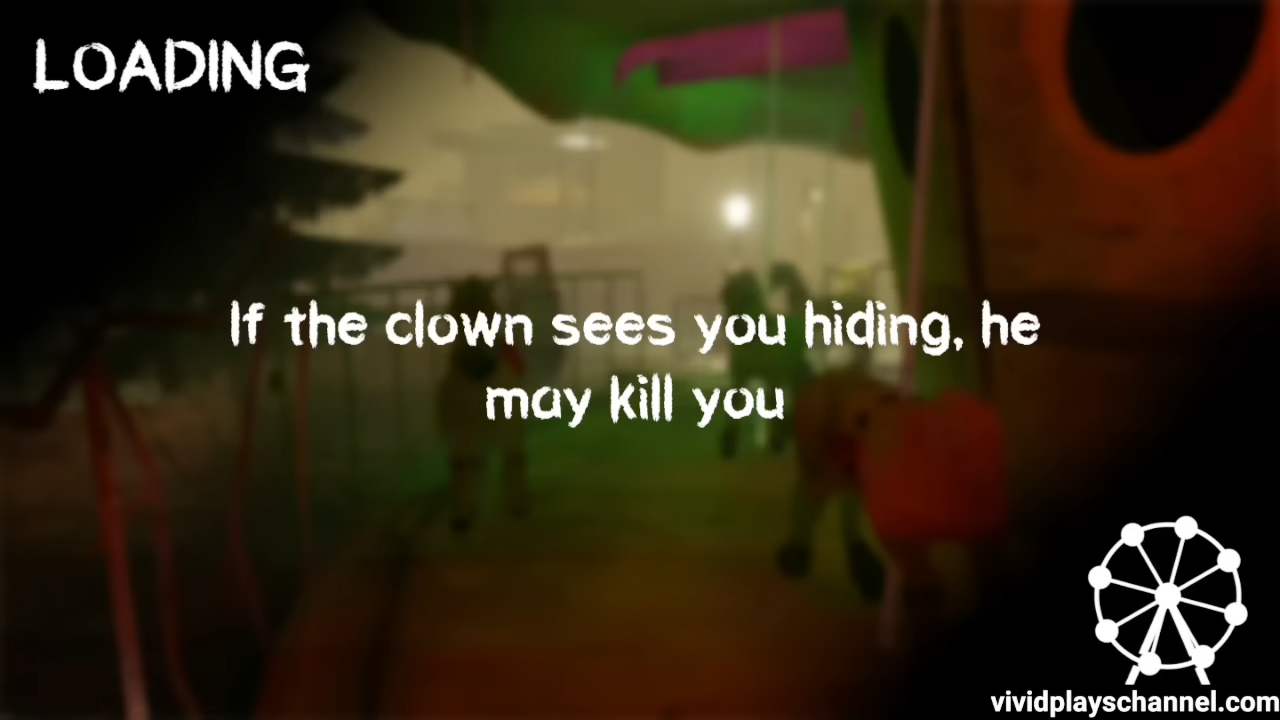 LOADING
If the clown sees you hiding, he
may kill you
vividplayschannel.com